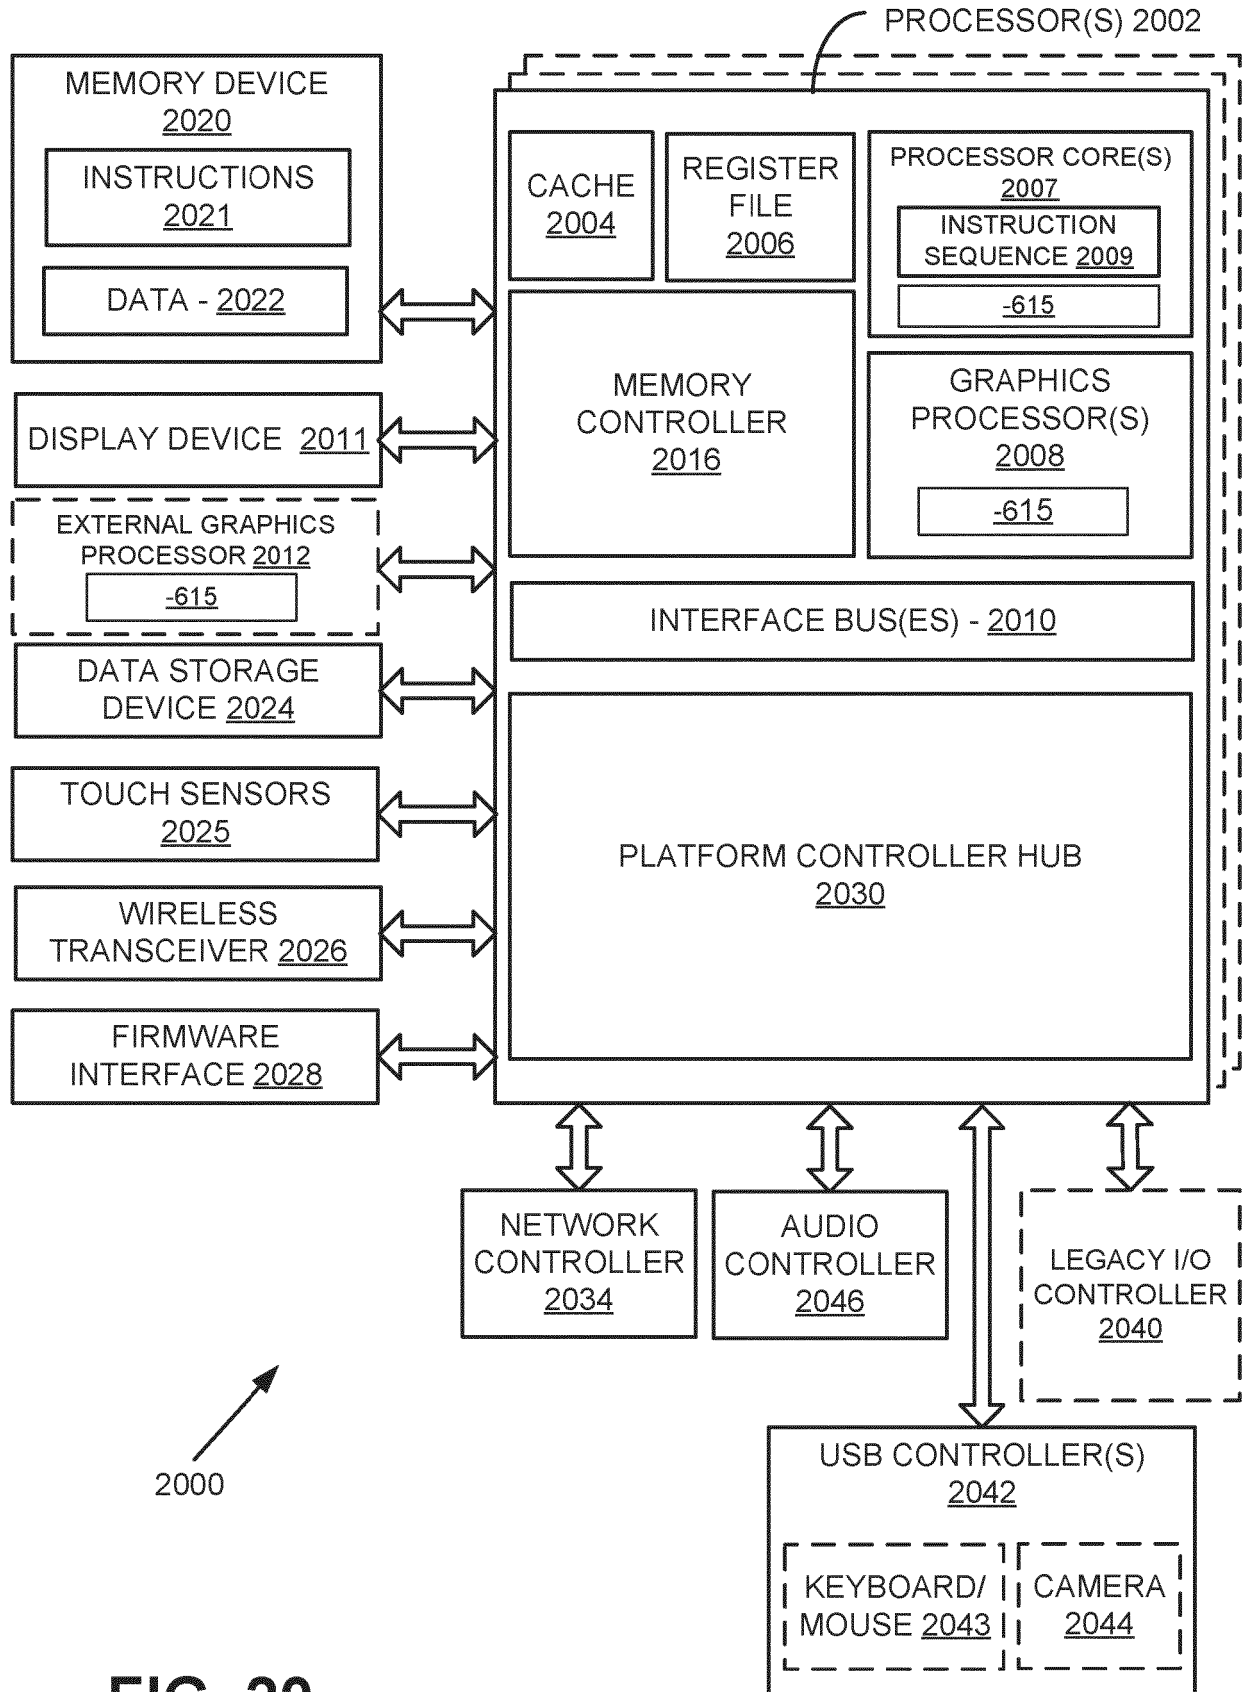 PROCESSOR(S) 2002
MEMORY DEVICE
2020
INSTRUCTIONS
2021
DATA - 2022
CACHE
2004
REGISTER
FILE
2006
PROCESSOR CORE(S)
2007
INSTRUCTION
SEQUENCE 2009
-615
MEMORY
CONTROLLER
2016
GRAPHICS
PROCESSOR(S)
2008
-615
DISPLAY DEVICE 2011
EXTERNAL GRAPHICS
PROCESSOR 2012
-615
INTERFACE BUS(ES) - 2010
DATA STORAGE
DEVICE 2024
TOUCH SENSORS
2025
PLATFORM CONTROLLER HUB
2030
WIRELESS
TRANSCEIVER 2026
FIRMWARE
INTERFACE 2028
NETWORK
CONTROLLER
2034
AUDIO
CONTROLLER
2046
LEGACY I/O
CONTROLLER
2040
2000
USB CONTROLLER(S)
2042
KEYBOARD/
MOUSE 2043
CAMERA
2044
FIG.